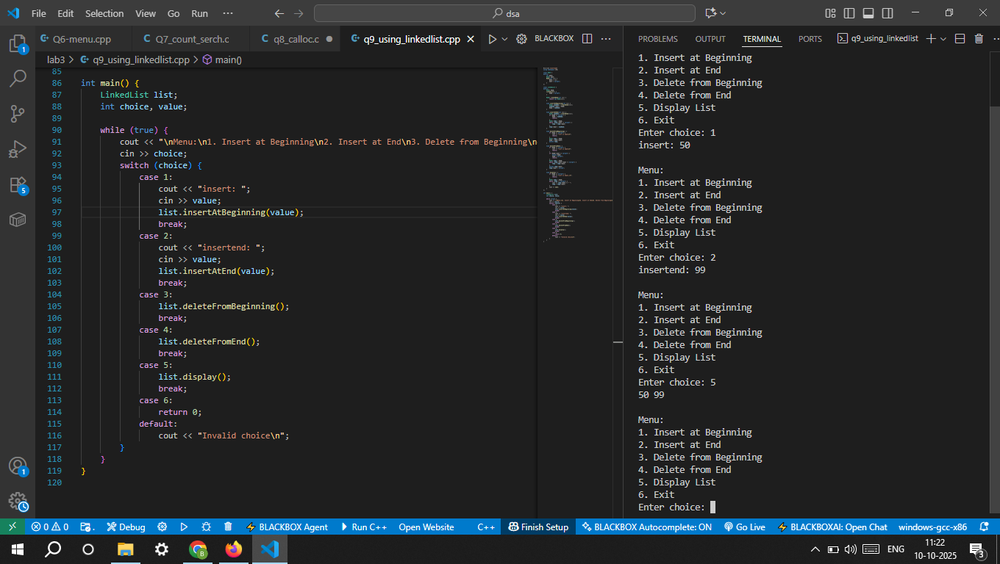 File Edit Selection View Go Run ··· dsa
Q6-menu.cpp Q7_count_serch.c q8_calloc.c q9_using_linkedlist.cpp BLACKBOX
lab3 > q9_using_linkedlist.cpp > main()
85
86 int main() {
87 LinkedList list;
88 int choice, value;
89
90 while (true) {
91 cout << "\nMenu:\n1. Insert at Beginning\n2. Insert at End\n3. Delete from Beginning\n
92 cin >> choice;
93 switch (choice) {
94 case 1:
95 cout << "insert: ";
96 cin >> value;
97 list.insertAtBeginning(value);
98 break;
99 case 2:
100 cout << "insertend: ";
101 cin >> value;
102 list.insertAtEnd(value);
103 break;
104 case 3:
105 list.deleteFromBeginning();
106 break;
107 case 4:
108 list.deleteFromEnd();
109 break;
110 case 5:
111 list.display();
112 break;
113 case 6:
114 return 0;
115 default:
116 cout << "Invalid choice\n";
117 }
118 }
119 }
120
PROBLEMS OUTPUT TERMINAL PORTS q9_using_linkedlist
1. Insert at Beginning
2. Insert at End
3. Delete from Beginning
4. Delete from End
5. Display List
6. Exit
Enter choice: 1
insert: 50
Menu:
1. Insert at Beginning
2. Insert at End
3. Delete from Beginning
4. Delete from End
5. Display List
6. Exit
Enter choice: 2
insertend: 99
Menu:
1. Insert at Beginning
2. Insert at End
3. Delete from Beginning
4. Delete from End
5. Display List
6. Exit
Enter choice: 5
50 99
Menu:
1. Insert at Beginning
2. Insert at End
3. Delete from Beginning
4. Delete from End
5. Display List
6. Exit
Enter choice:
1
5
1
0 0 Debug BLACKBOX Agent Run C++ Open Website C++ Finish Setup BLACKBOX Autocomplete: ON Go Live BLACKBOXAI: Open Chat windows-gcc-x86
ENG 11:22
10-10-2025 3